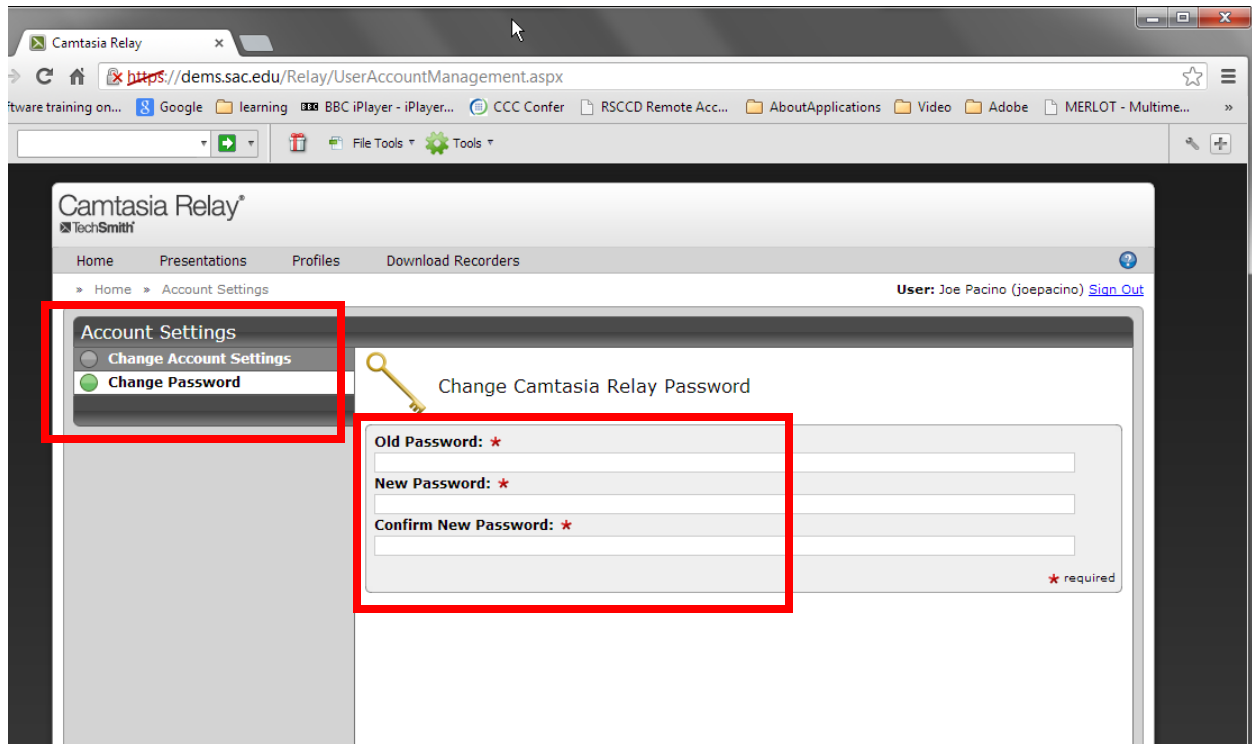 Camtasia Relay
https://dems.sac.edu/Relay/UserAccountManagement.aspx
ftware training on... Google learning BBC iPlayer - iPlayer... CCC Confer RSCCD Remote Acc... AboutApplications Video Adobe MERLOT - Multime... »
File Tools Tools
Camtasia Relay®
TechSmith
Home Presentations Profiles Download Recorders ?
» Home » Account Settings User: Joe Pacino (joepacino) Sign Out
Account Settings
Change Account Settings
Change Password
Change Camtasia Relay Password
Old Password: *
New Password: *
Confirm New Password: *
* required